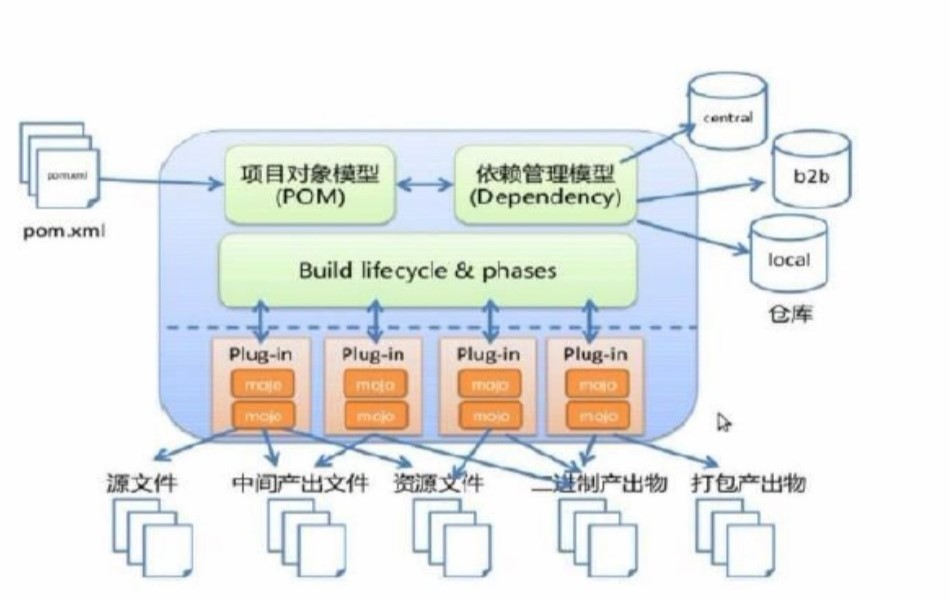 central
项目对象模型
(POM)
依赖管理模型
(Dependency)
pom.xml
b2b
pom.xml
local
Build lifecycle & phases
仓库
Plug-in
Plug-in
Plug-in
Plug-in
mojo
mojo
mojo
mojo
mojo
mojo
mojo
mojo
源文件
中间产出文件
资源文件
二进制产出物
打包产出物